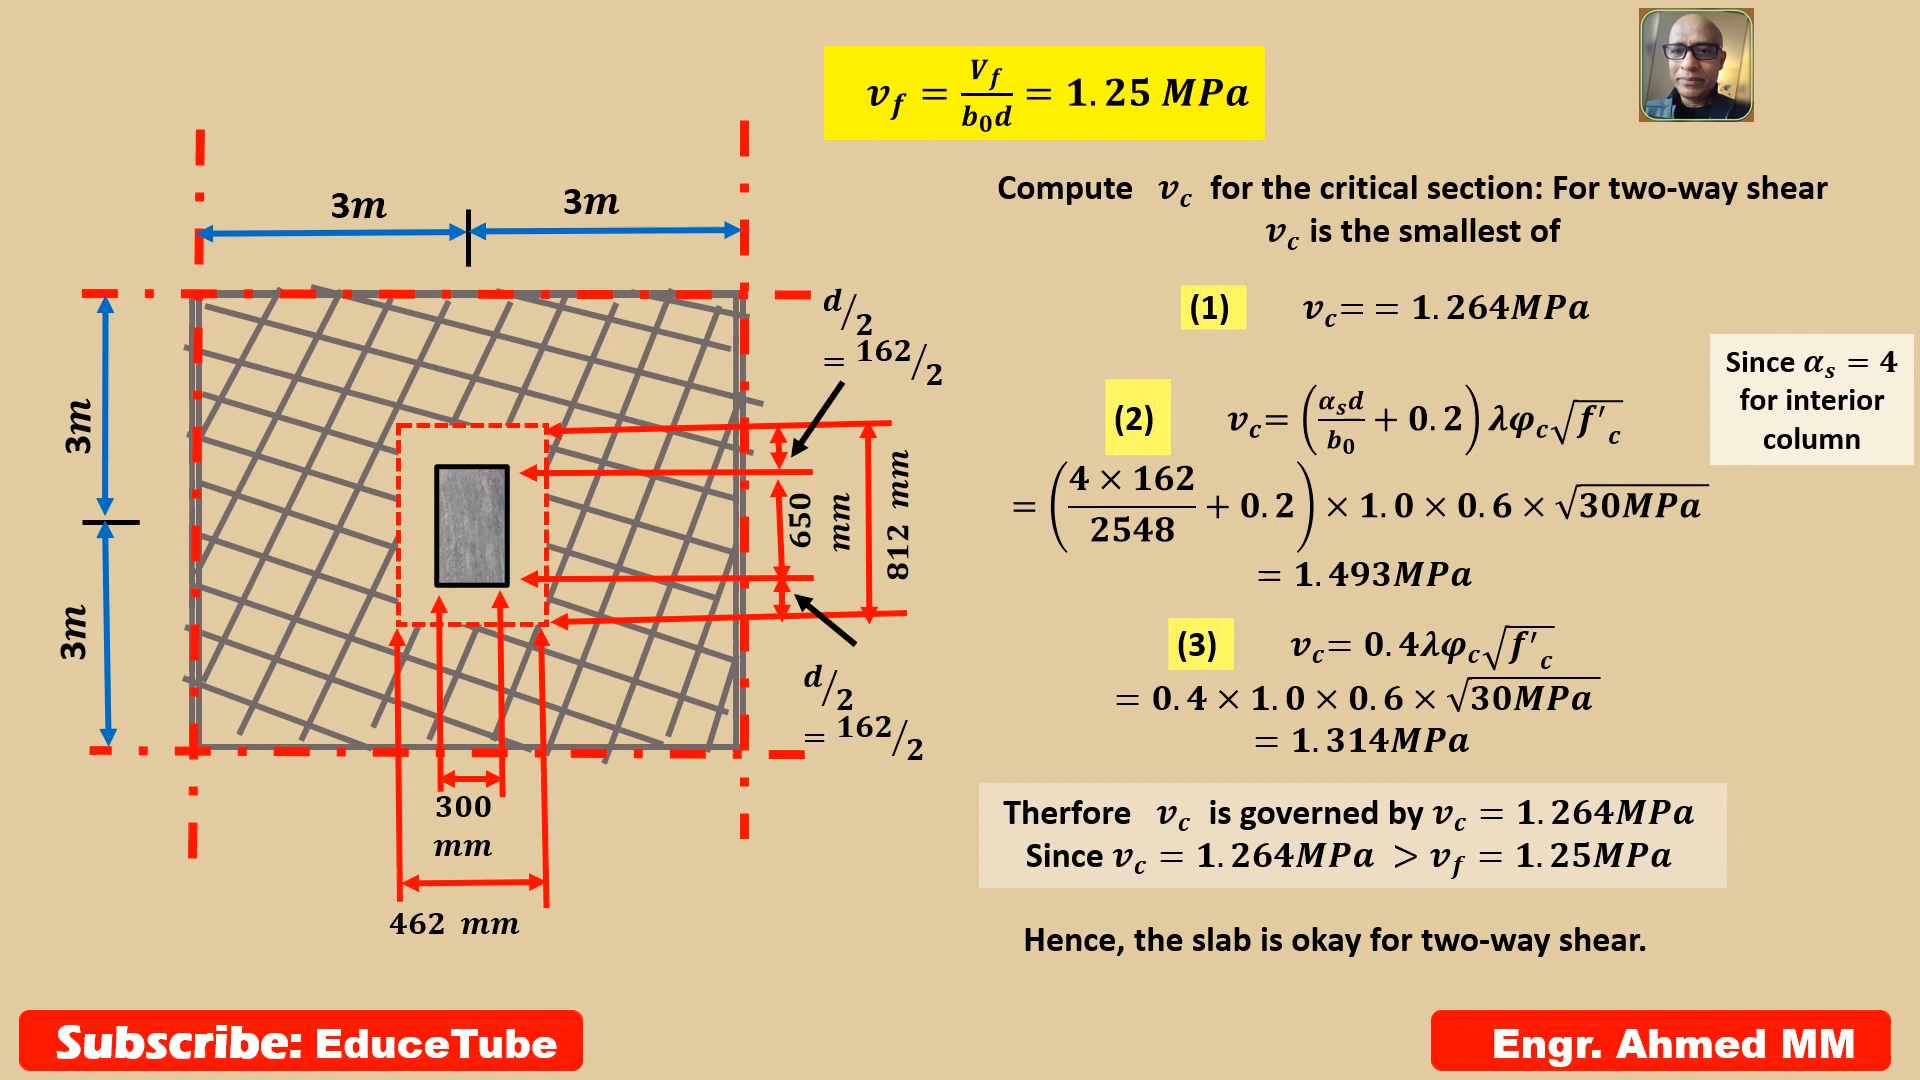 v_f = V_f / b_0 d = 1.25 MPa
Compute v_c for the critical section: For two-way shear
v_c is the smallest of
(1) v_c = = 1.264MPa
(2) v_c = (α_s d / b_0 + 0.2) λφ_c √f'_c
Since α_s = 4
for interior
column
= (4 × 162 / 2548 + 0.2) × 1.0 × 0.6 × √30MPa
= 1.493MPa
(3) v_c = 0.4λφ_c √f'_c
= 0.4 × 1.0 × 0.6 × √30MPa
= 1.314MPa
Therfore v_c is governed by v_c = 1.264MPa
Since v_c = 1.264MPa > v_f = 1.25MPa
Hence, the slab is okay for two-way shear.
3m
3m
3m
3m
d/2
= 162/2
650
mm
812 mm
d/2
= 162/2
300
mm
462 mm
Subscribe: EduceTube
Engr. Ahmed MM